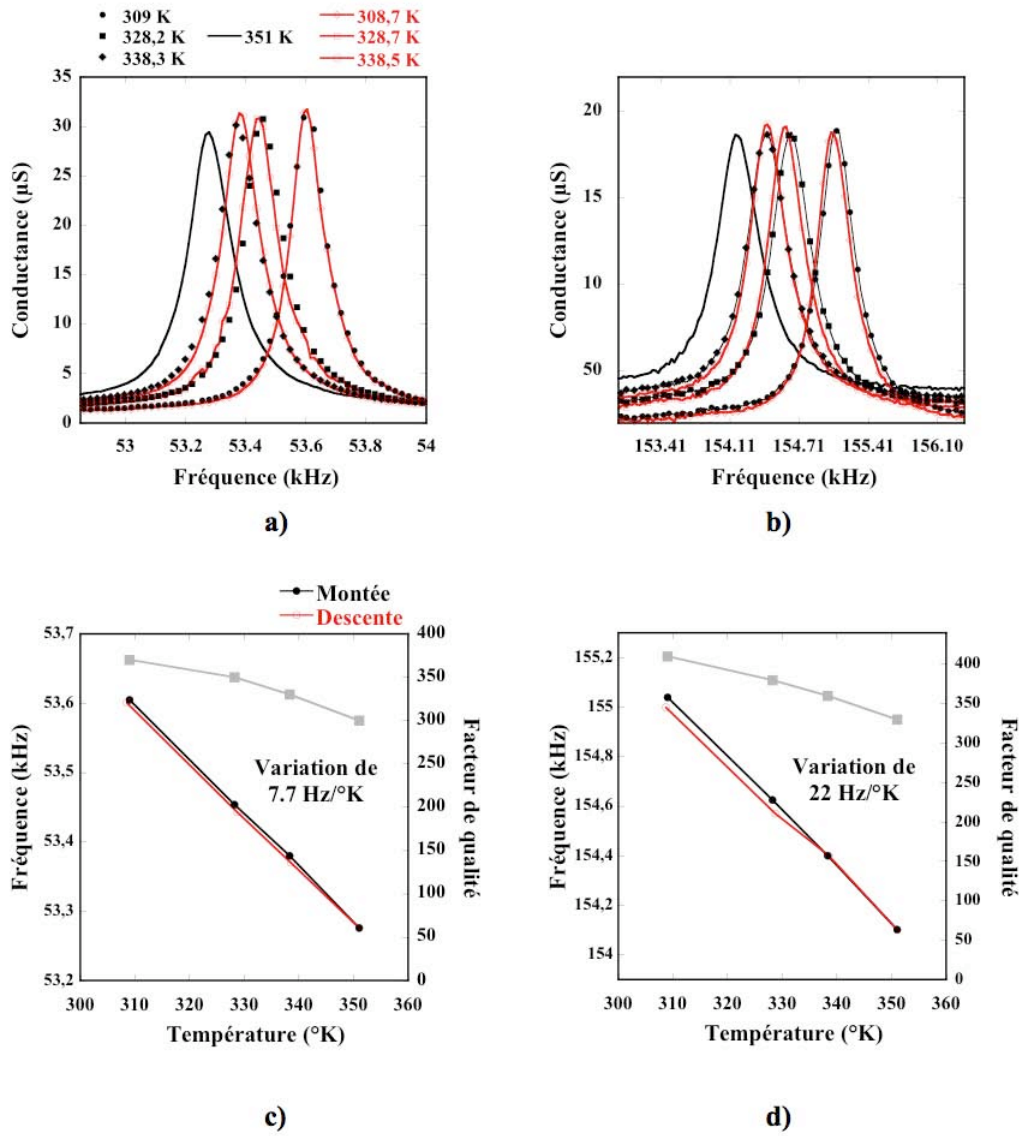 309 K
328,2 K
338,3 K
351 K
308,7 K
328,7 K
338,5 K
35
30
25
20
15
10
5
0
Conductance (µS)
53
53.2
53.4
53.6
53.8
54
Fréquence (kHz)
a)
20
15
10
50
Conductance (µS)
153.41
154.11
154.71
155.41
156.10
Fréquence (kHz)
b)
Montée
Descente
53,7
53,6
53,5
53,4
53,3
53,2
Fréquence (kHz)
400
350
300
250
200
150
100
50
0
Facteur de qualité
Variation de
7.7 Hz/°K
300
310
320
330
340
350
360
Température (°K)
c)
155,2
155
154,8
154,6
154,4
154,2
154
Fréquence (kHz)
400
350
300
250
200
150
100
50
0
Facteur de qualité
Variation de
22 Hz/°K
300
310
320
330
340
350
360
Température (°K)
d)